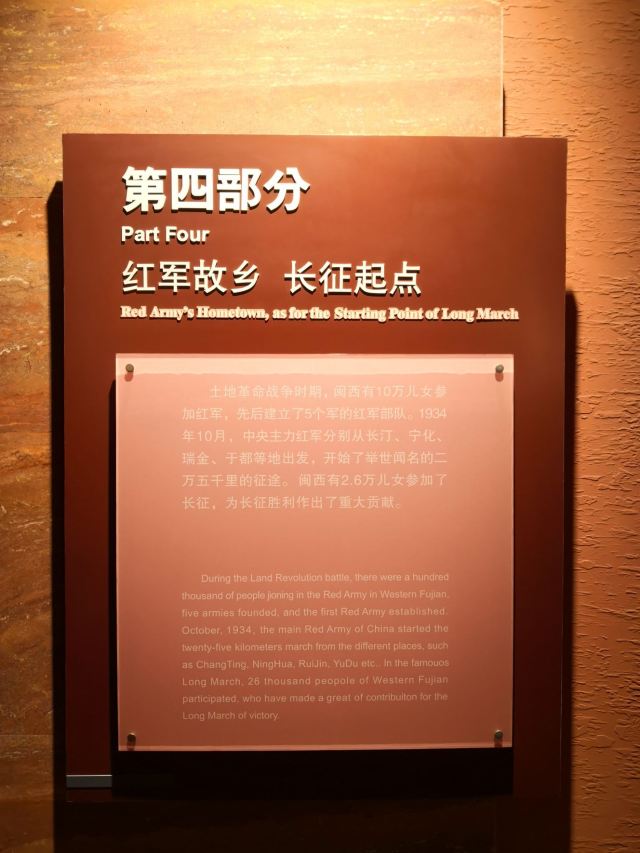 第四部分
Part Four
红军故乡 长征起点
Red Army's Hometown, as for the Starting Point of Long March
土地革命战争时期，闽西有10万儿女参
加红军，先后建立了5个军的红军部队。1934
年10月，中央主力红军分别从长汀、宁化、
瑞金、于都等地出发，开始了举世闻名的二
万五千里的征途。闽西有2.6万儿女参加了
长征，为长征胜利作出了重大贡献。
During the Land Revolution battle, there were a hundred
thousand of people jioning in the Red Army in Western Fujian,
five armies founded, and the first Red Army established.
October, 1934, the main Red Army of China started the
twenty-five kilometers march from the different places, such
as ChangTing, NingHua, RuiJin, YuDu etc.. In the famouos
Long March, 26 thousand peopole of Western Fujian
participated, who have made a great of contribuiton for the
Long March of victory.